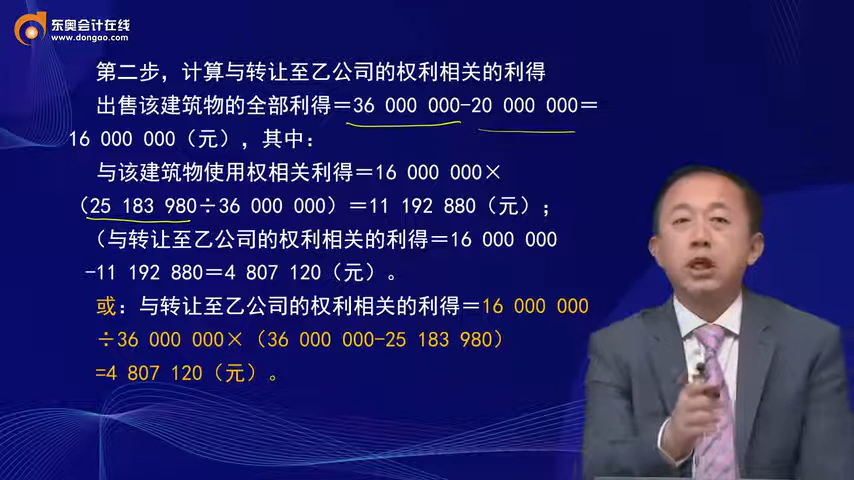 东奥会计在线
www.dongao.com
第二步，计算与转让至乙公司的权利相关的利得
出售该建筑物的全部利得＝36 000 000-20 000 000＝
16 000 000（元），其中：
与该建筑物使用权相关利得＝16 000 000×
（25 183 980÷36 000 000）＝11 192 880（元）；
（与转让至乙公司的权利相关的利得＝16 000 000
-11 192 880＝4 807 120（元）。
或：与转让至乙公司的权利相关的利得＝16 000 000
÷36 000 000×（36 000 000-25 183 980）
=4 807 120（元）。